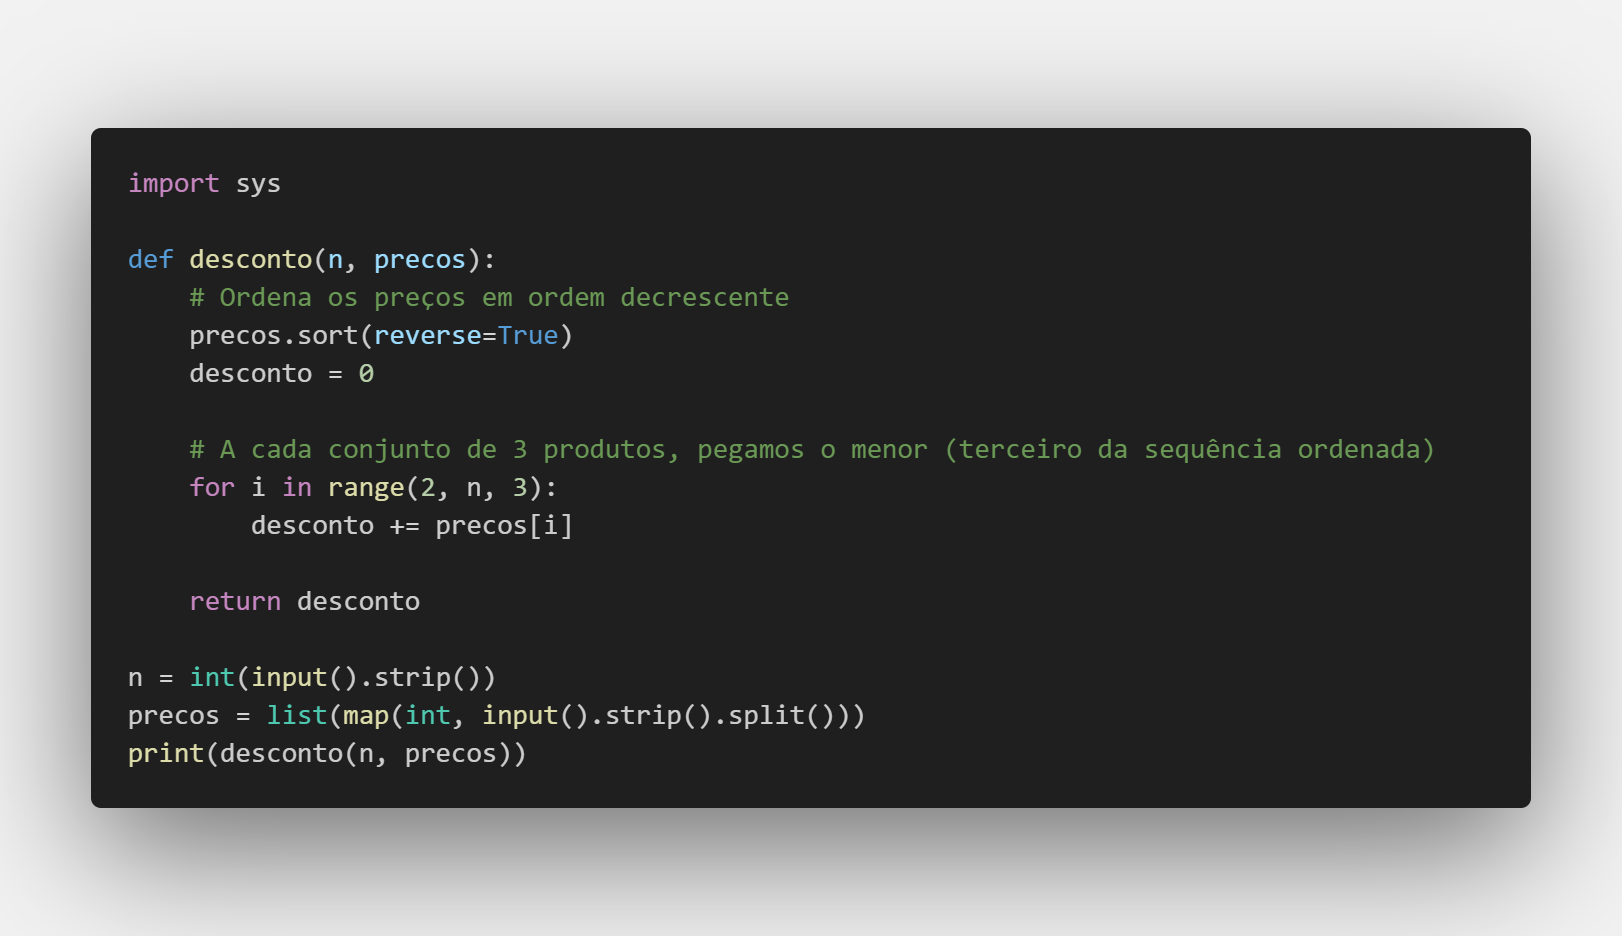 import sys
def desconto(n, precos):
# Ordena os preços em ordem decrescente
precos.sort(reverse=True)
desconto = 0
# A cada conjunto de 3 produtos, pegamos o menor (terceiro da sequência ordenada)
for i in range(2, n, 3):
desconto += precos[i]
return desconto
n = int(input().strip())
precos = list(map(int, input().strip().split()))
print(desconto(n, precos))